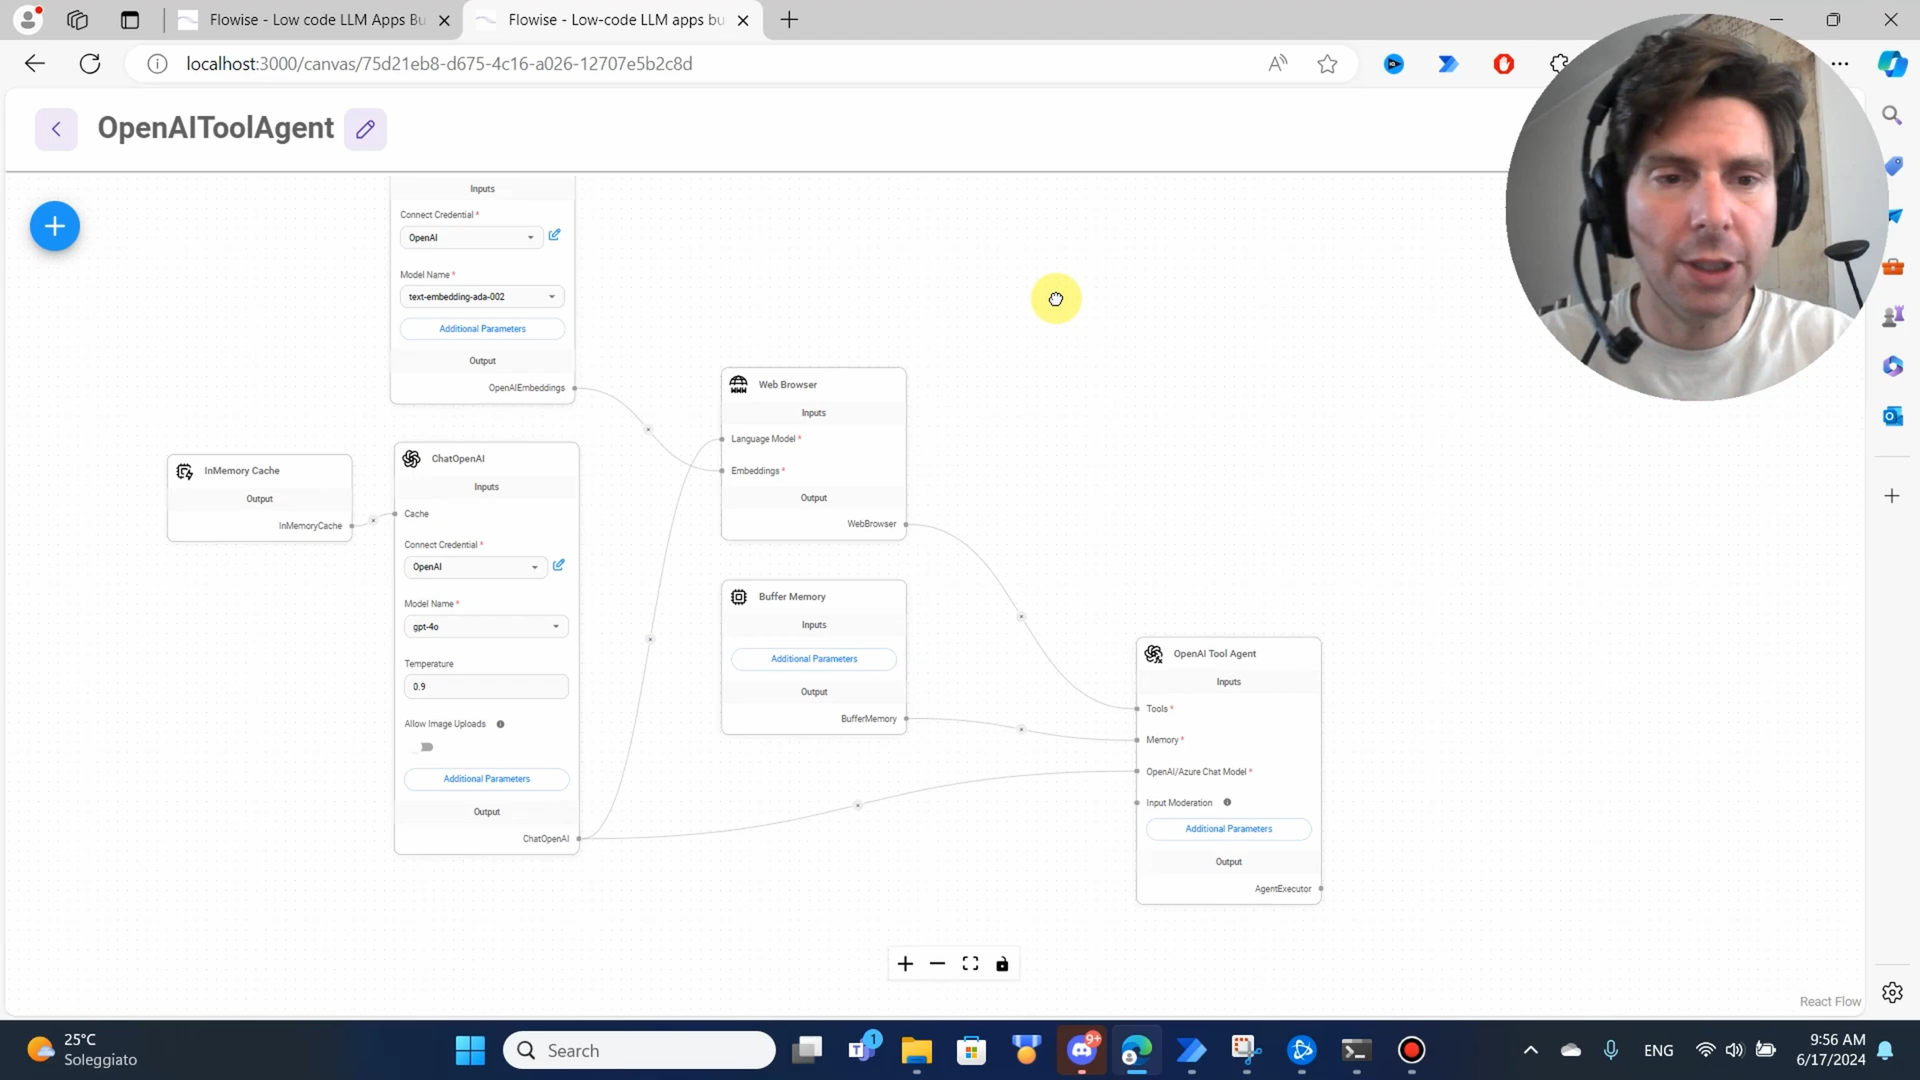 Flowise - Low code LLM Apps Bu
Flowise - Low-code LLM apps bu
localhost:3000/canvas/75d21eb8-d675-4c16-a026-12707e5b2c8d
OpenAIToolAgent
Inputs
Connect Credential *
OpenAI
Model Name *
text-embedding-ada-002
Additional Parameters
Output
OpenAIEmbeddings
InMemory Cache
Output
InMemoryCache
ChatOpenAI
Inputs
Cache
Connect Credential *
OpenAI
Model Name *
gpt-4o
Temperature
0.9
Allow Image Uploads
Additional Parameters
Output
ChatOpenAI
Web Browser
Inputs
Language Model *
Embeddings *
Output
WebBrowser
Buffer Memory
Inputs
Additional Parameters
Output
BufferMemory
OpenAI Tool Agent
Inputs
Tools *
Memory *
OpenAI/Azure Chat Model *
Input Moderation
Additional Parameters
Output
AgentExecutor
React Flow
25°C
Soleggiato
Search
1
9+
ENG
9:56 AM
6/17/2024